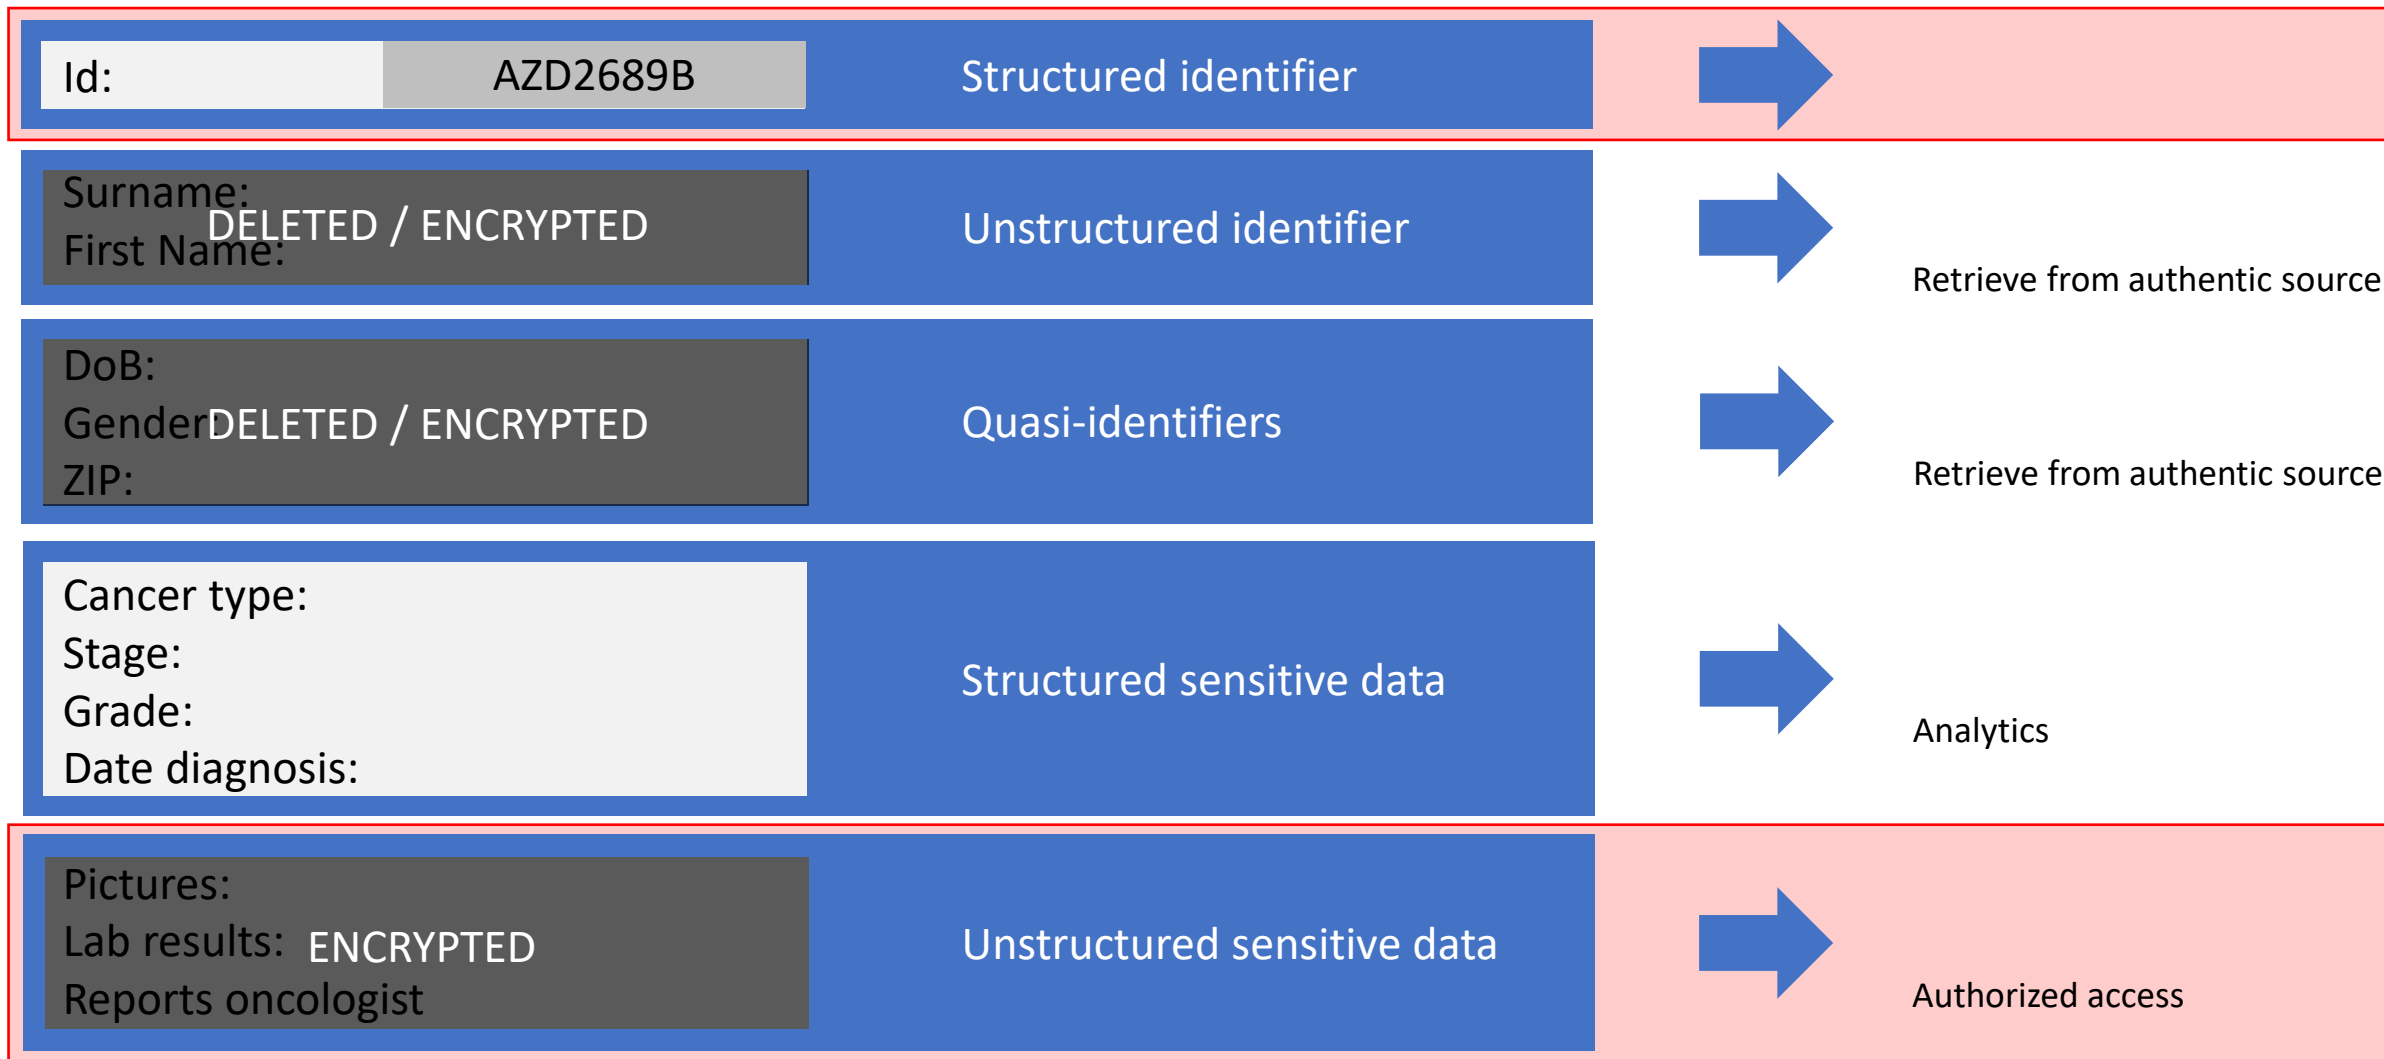 Id: AZD2689B Structured identifier
Surname:
First Name:
DELETED / ENCRYPTED Unstructured identifier
Retrieve from authentic source
DoB:
Gender:
ZIP:
DELETED / ENCRYPTED Quasi-identifiers
Retrieve from authentic source
Cancer type:
Stage:
Grade:
Date diagnosis:
Structured sensitive data
Analytics
Pictures:
Lab results:
Reports oncologist
ENCRYPTED Unstructured sensitive data
Authorized access